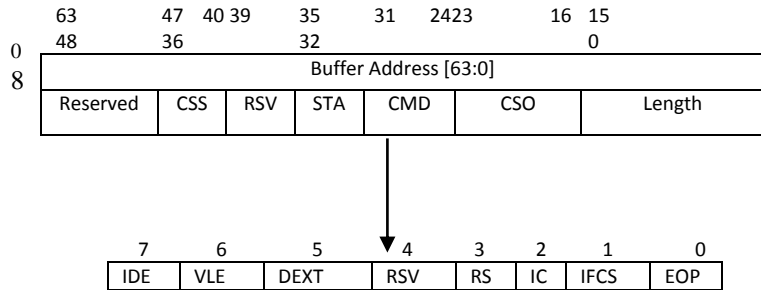 63 47 40 39 35 31 2423 16 15
48 36 32 0
0
Buffer Address [63:0]
8
Reserved CSS RSV STA CMD CSO Length
7 6 5 4 3 2 1 0
IDE VLE DEXT RSV RS IC IFCS EOP